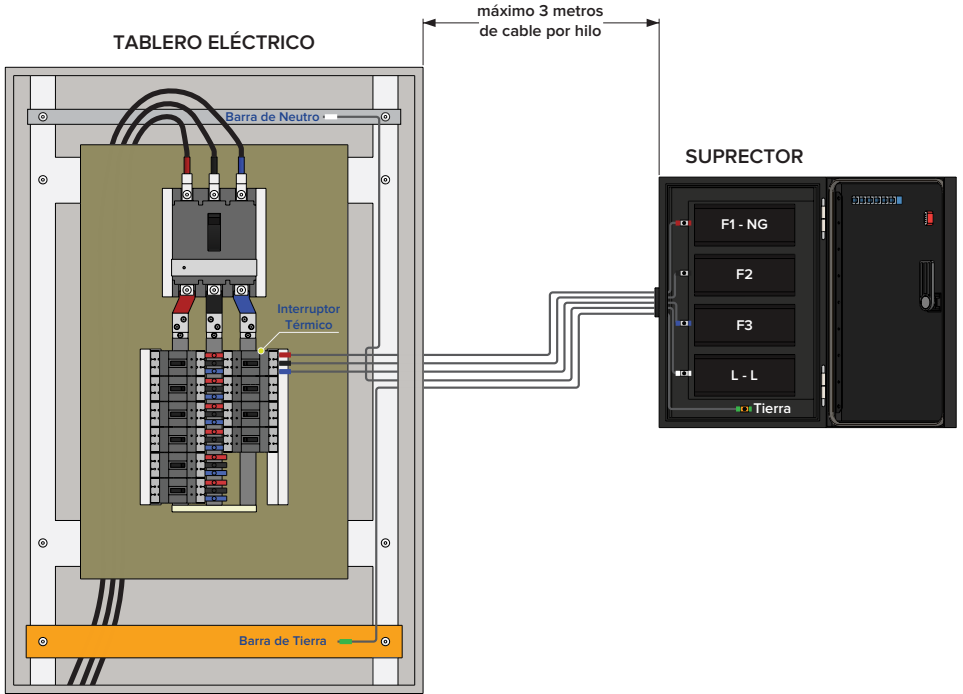 máximo 3 metros
de cable por hilo
TABLERO ELÉCTRICO
Barra de Neutro
SUPRECTOR
F1 - NG
F2
F3
L - L
Tierra
Interruptor
Térmico
Barra de Tierra